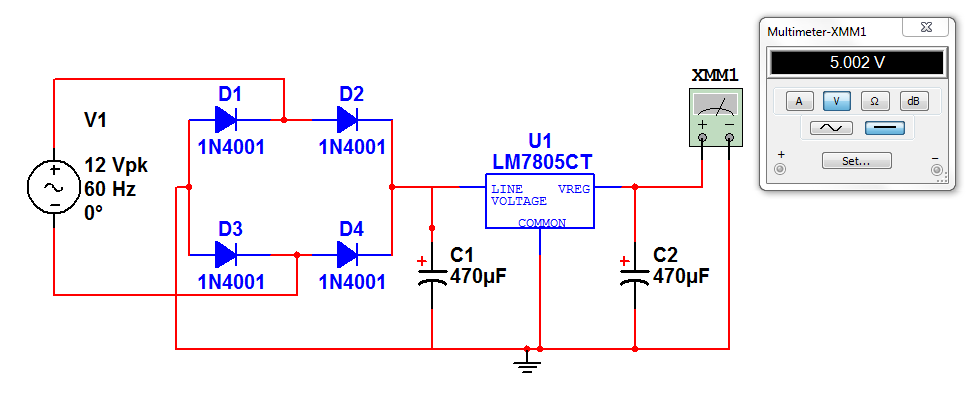 Multimeter-XMM1
5.002 V
A
V
Ω
dB
Set...
+
−
XMM1
+ −
V1
+
−
12 Vpk
60 Hz
0°
D1
1N4001
D2
1N4001
D3
1N4001
D4
1N4001
U1
LM7805CT
LINE VREG
VOLTAGE
COMMON
+
C1
470µF
+
C2
470µF